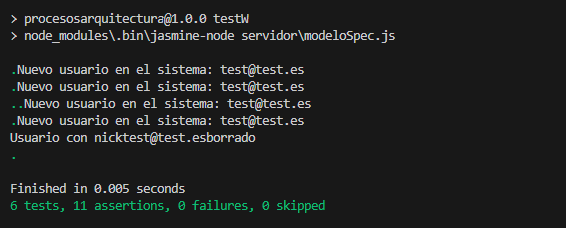 > procesosarquitectura@1.0.0 testW
> node_modules\.bin\jasmine-node servidor\modeloSpec.js
.Nuevo usuario en el sistema: test@test.es
.Nuevo usuario en el sistema: test@test.es
..Nuevo usuario en el sistema: test@test.es
.Nuevo usuario en el sistema: test@test.es
Usuario con nicktest@test.esborrado
.
Finished in 0.005 seconds
6 tests, 11 assertions, 0 failures, 0 skipped